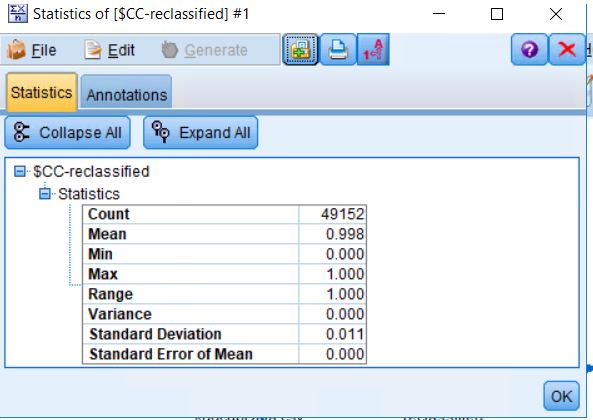 Statistics of [$CC-reclassified] #1
File Edit Generate
Statistics Annotations
Collapse All Expand All
$CC-reclassified
Statistics
Count 49152
Mean 0.998
Min 0.000
Max 1.000
Range 1.000
Variance 0.000
Standard Deviation 0.011
Standard Error of Mean 0.000
OK